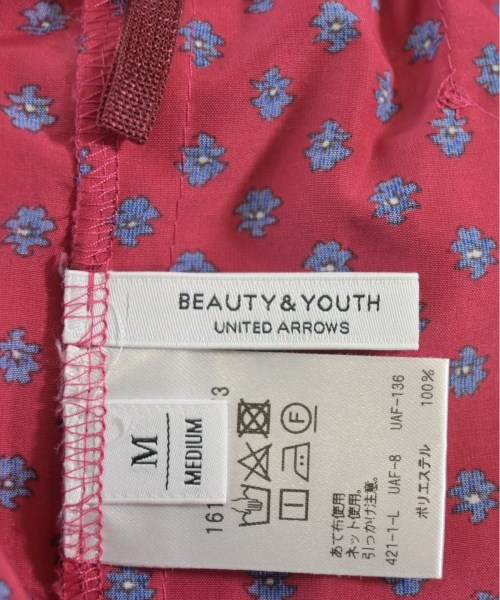 BEAUTY&YOUTH
UNITED ARROWS
M
MEDIUM
161
3
あて布使用
ネット使用。
引っかけ注意。
421-1-L UAF-8 UAF-136
ポリエステル 100%